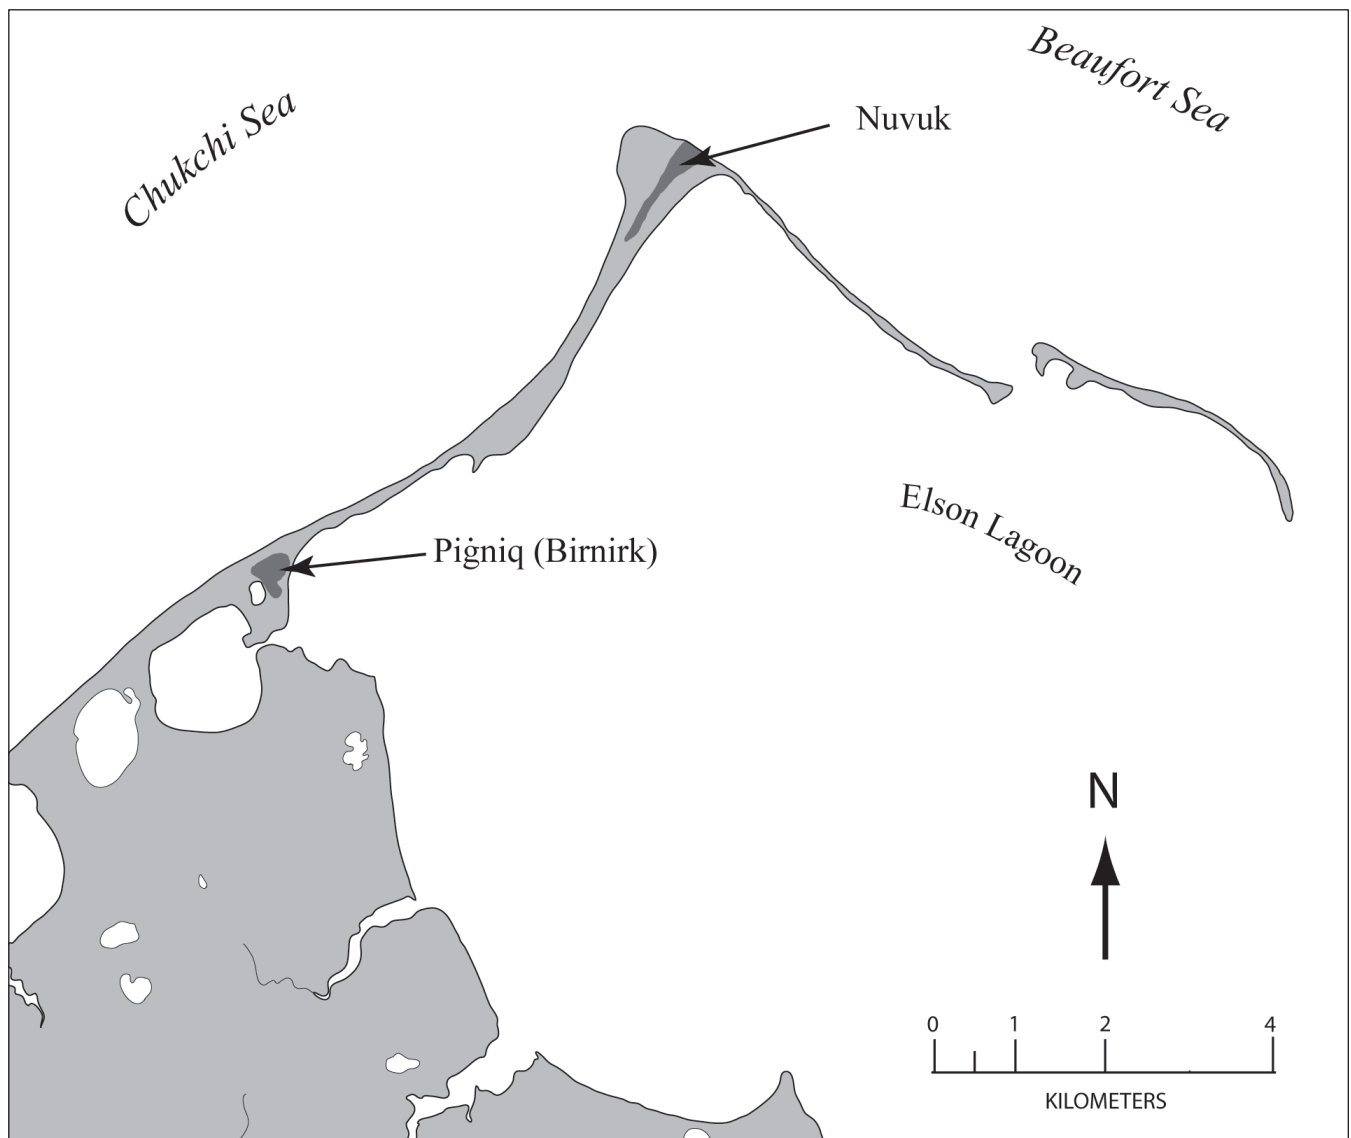 Beaufort Sea
Chukchi Sea
Nuvuk
Elson Lagoon
Piġniq (Birnirk)
N
0 1 2 4
KILOMETERS